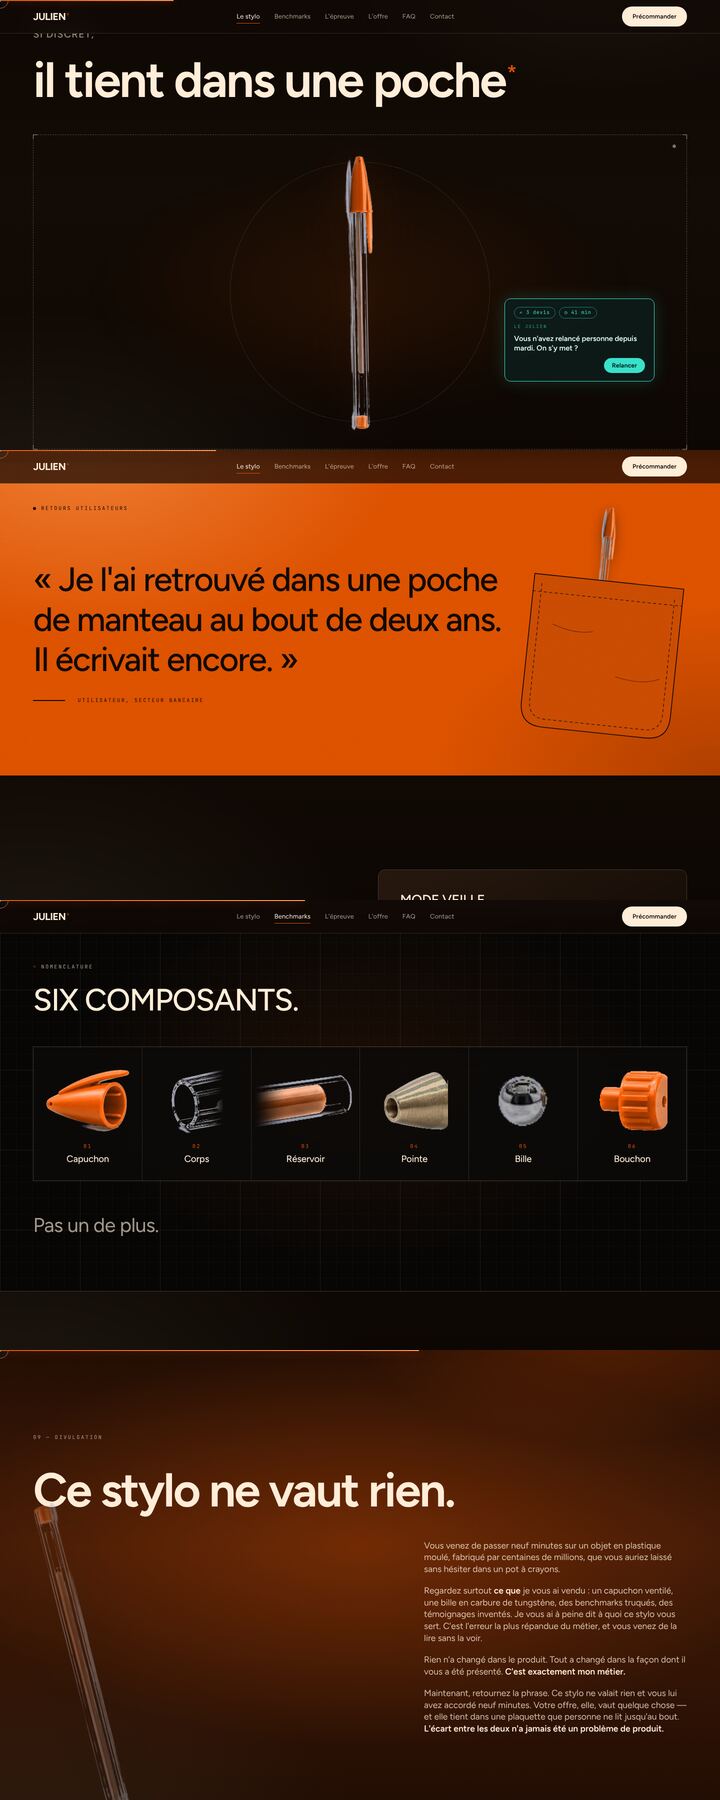 JULIEN
Le stylo
Benchmarks
L'épreuve
L'offre
FAQ
Contact
Précommander
SI DISCRET,
il tient dans une poche*
3 devis
41 min
LE JULIEN
Vous n'avez relancé personne depuis
mardi. On s'y met ?
Relancer
JULIEN
Le stylo
Benchmarks
L'épreuve
L'offre
FAQ
Contact
Précommander
RETOURS UTILISATEURS
« Je l'ai retrouvé dans une poche
de manteau au bout de deux ans.
Il écrivait encore. »
UTILISATEUR, SECTEUR BANCAIRE
MODE VEILLE
JULIEN
Le stylo
Benchmarks
L'épreuve
L'offre
FAQ
Contact
Précommander
NOMENCLATURE
SIX COMPOSANTS.
01
Capuchon
02
Corps
03
Réservoir
04
Pointe
05
Bille
06
Bouchon
Pas un de plus.
09 — DIVULGATION
Ce stylo ne vaut rien.
Vous venez de passer neuf minutes sur un objet en plastique
moulé, fabriqué par centaines de millions, que vous auriez laissé
sans hésiter dans un pot à crayons.
Regardez surtout ce que je vous ai vendu : un capuchon ventilé,
une bille en carbure de tungstène, des benchmarks truqués, des
témoignages inventés. Je vous ai à peine dit à quoi ce stylo vous
sert. C'est l'erreur la plus répandue du métier, et vous venez de la
lire sans la voir.
Rien n'a changé dans le produit. Tout a changé dans la façon dont il
vous a été présenté. C'est exactement mon métier.
Maintenant, retournez la phrase. Ce stylo ne valait rien et vous lui
avez accordé neuf minutes. Votre offre, elle, vaut quelque chose —
et elle tient dans une plaquette que personne ne lit jusqu'au bout.
L'écart entre les deux n'a jamais été un problème de produit.